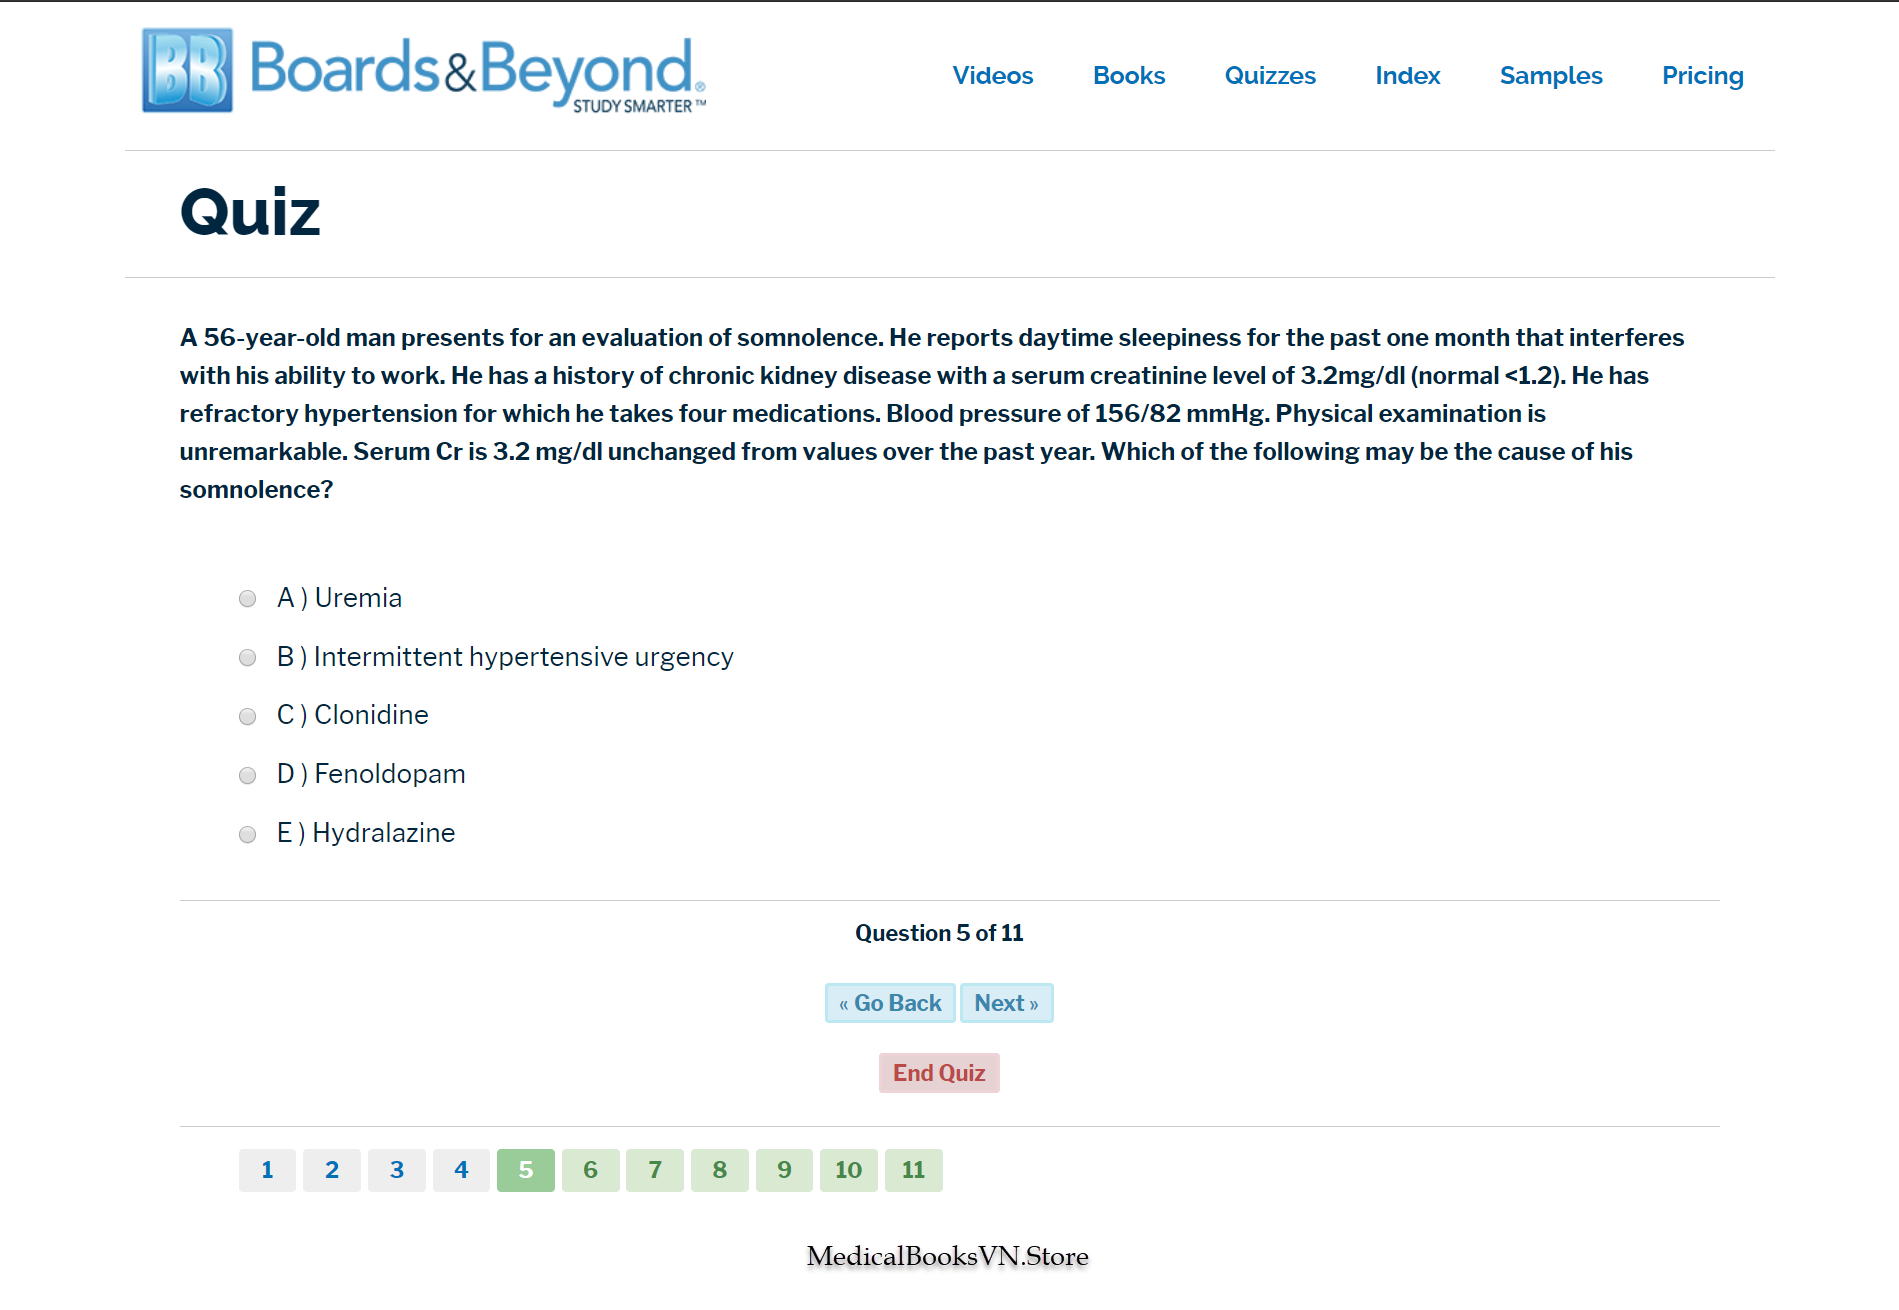 BB Boards&Beyond®
STUDY SMARTER™
Videos Books Quizzes Index Samples Pricing
Quiz
A 56-year-old man presents for an evaluation of somnolence. He reports daytime sleepiness for the past one month that interferes
with his ability to work. He has a history of chronic kidney disease with a serum creatinine level of 3.2mg/dl (normal <1.2). He has
refractory hypertension for which he takes four medications. Blood pressure of 156/82 mmHg. Physical examination is
unremarkable. Serum Cr is 3.2 mg/dl unchanged from values over the past year. Which of the following may be the cause of his
somnolence?
A ) Uremia
B ) Intermittent hypertensive urgency
C ) Clonidine
D ) Fenoldopam
E ) Hydralazine
Question 5 of 11
« Go Back Next »
End Quiz
1 2 3 4 5 6 7 8 9 10 11
MedicalBooksVN.Store